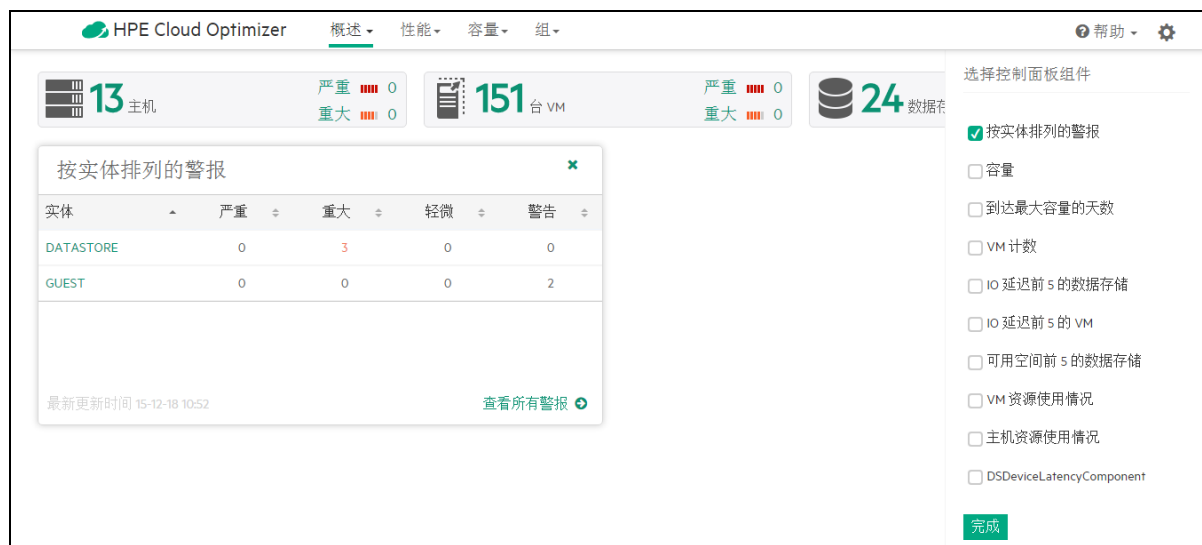 HPE Cloud Optimizer 概述 性能 容量 组 帮助
13 主机 严重 0 重大 0
151 台 VM 严重 0 重大 0
24 数据存
按实体排列的警报
实体 严重 重大 轻微 警告
DATASTORE 0 3 0 0
GUEST 0 0 0 2
最新更新时间 15-12-18 10:52 查看所有警报
选择控制面板组件
按实体排列的警报
容量
到达最大容量的天数
VM 计数
IO 延迟前 5 的数据存储
IO 延迟前 5 的 VM
可用空间前 5 的数据存储
VM 资源使用情况
主机资源使用情况
DSDeviceLatencyComponent
完成